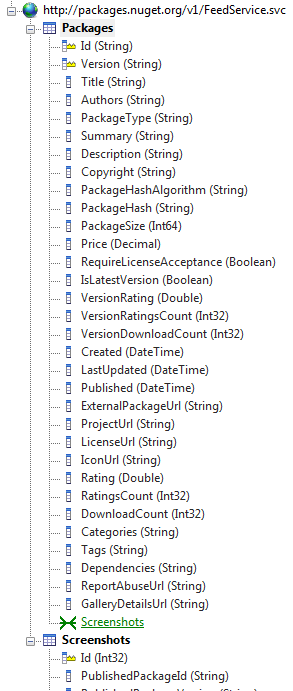 http://packages.nuget.org/v1/FeedService.svc
Packages
Id (String)
Version (String)
Title (String)
Authors (String)
PackageType (String)
Summary (String)
Description (String)
Copyright (String)
PackageHashAlgorithm (String)
PackageHash (String)
PackageSize (Int64)
Price (Decimal)
RequireLicenseAcceptance (Boolean)
IsLatestVersion (Boolean)
VersionRating (Double)
VersionRatingsCount (Int32)
VersionDownloadCount (Int32)
Created (DateTime)
LastUpdated (DateTime)
Published (DateTime)
ExternalPackageUrl (String)
ProjectUrl (String)
LicenseUrl (String)
IconUrl (String)
Rating (Double)
RatingsCount (Int32)
DownloadCount (Int32)
Categories (String)
Tags (String)
Dependencies (String)
ReportAbuseUrl (String)
GalleryDetailsUrl (String)
Screenshots
Screenshots
Id (Int32)
PublishedPackageId (String)